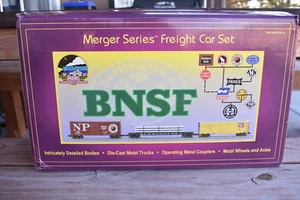 Merger Series™ Freight Car Set
FRISCO
BNSF
NP
Intricately Detailed Bodies • Die-Cast Metal Trucks • Operating Metal Couplers • Metal Wheels and Axles